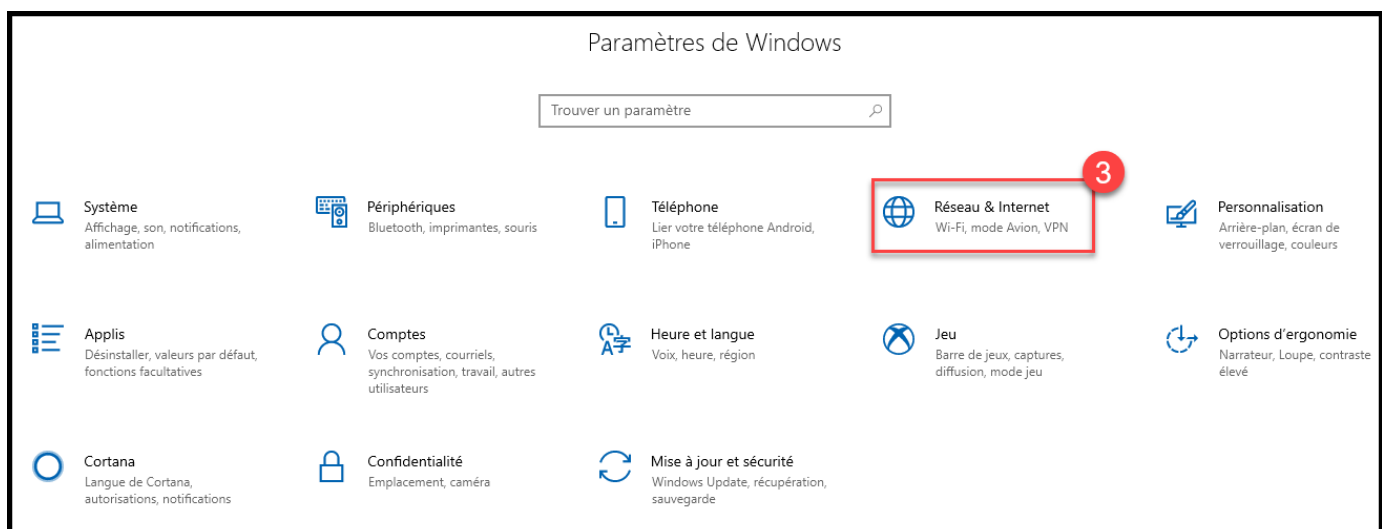 Paramètres de Windows
Trouver un paramètre
3
Système
Affichage, son, notifications,
alimentation
Périphériques
Bluetooth, imprimantes, souris
Téléphone
Lier votre téléphone Android,
iPhone
Réseau & Internet
Wi-Fi, mode Avion, VPN
Personnalisation
Arrière-plan, écran de
verrouillage, couleurs
Applis
Désinstaller, valeurs par défaut,
fonctions facultatives
Comptes
Vos comptes, courriels,
synchronisation, travail, autres
utilisateurs
Heure et langue
Voix, heure, région
Jeu
Barre de jeux, captures,
diffusion, mode jeu
Options d'ergonomie
Narrateur, Loupe, contraste
élevé
Cortana
Langue de Cortana,
autorisations, notifications
Confidentialité
Emplacement, caméra
Mise à jour et sécurité
Windows Update, récupération,
sauvegarde